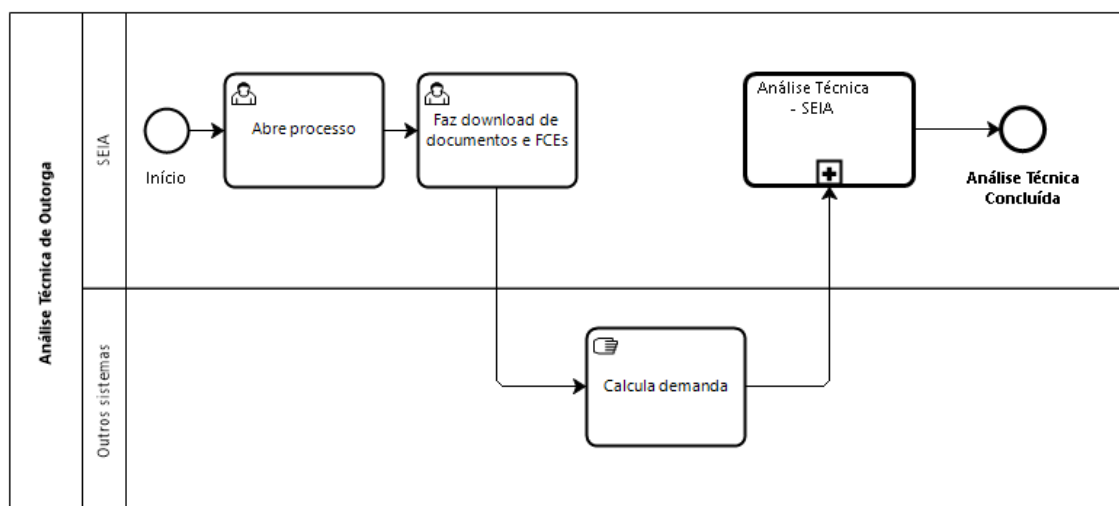 Análise Técnica de Outorga
SEIA
Início
Abre processo
Faz download de
documentos e FCEs
Análise Técnica
- SEIA
Análise Técnica
Concluída
Outros sistemas
Calcula demanda